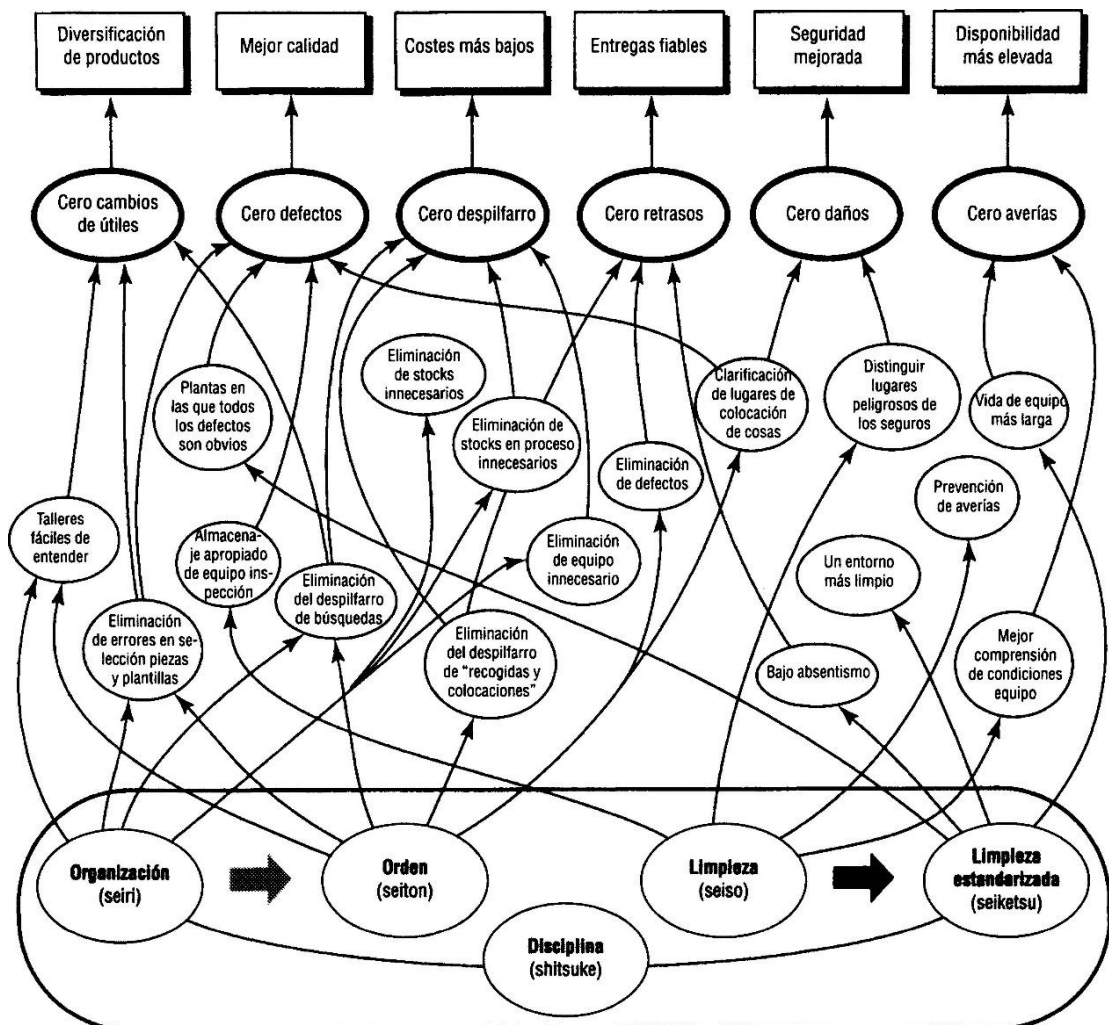 Diversificación
de productos
Mejor calidad
Costes más bajos
Entregas fiables
Seguridad
mejorada
Disponibilidad
más elevada
Cero cambios
de útiles
Cero defectos
Cero despilfarro
Cero retrasos
Cero daños
Cero averías
Plantas en
las que todos
los defectos
son obvios
Eliminación
de stocks
innecesarios
Eliminación de
stocks en proceso
innecesarios
Clarificación
de lugares de
colocación
de cosas
Distinguir
lugares
peligrosos de
los seguros
Vida de equipo
más larga
Talleres
fáciles de
entender
Almacena-
je apropiado
de equipo ins-
pección
Eliminación
del despilfarro
de búsquedas
Eliminación
de equipo
innecesario
Eliminación
de defectos
Prevención
de averías
Un entorno
más limpio
Eliminación
de errores en se-
lección piezas
y plantillas
Eliminación
del despilfarro
de “recogidas y
colocaciones”
Bajo absentismo
Mejor
comprensión
de condiciones
equipo
Organización
(seiri)
Orden
(seiton)
Limpieza
(seiso)
Limpieza
estandarizada
(seiketsu)
Disciplina
(shitsuke)